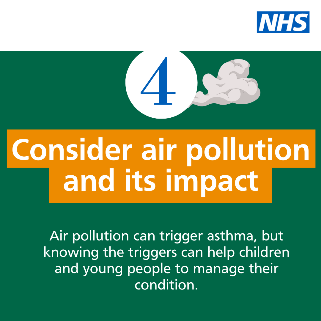 NHS
4
Consider air pollution
and its impact
Air pollution can trigger asthma, but
knowing the triggers can help children
and young people to manage their
condition.